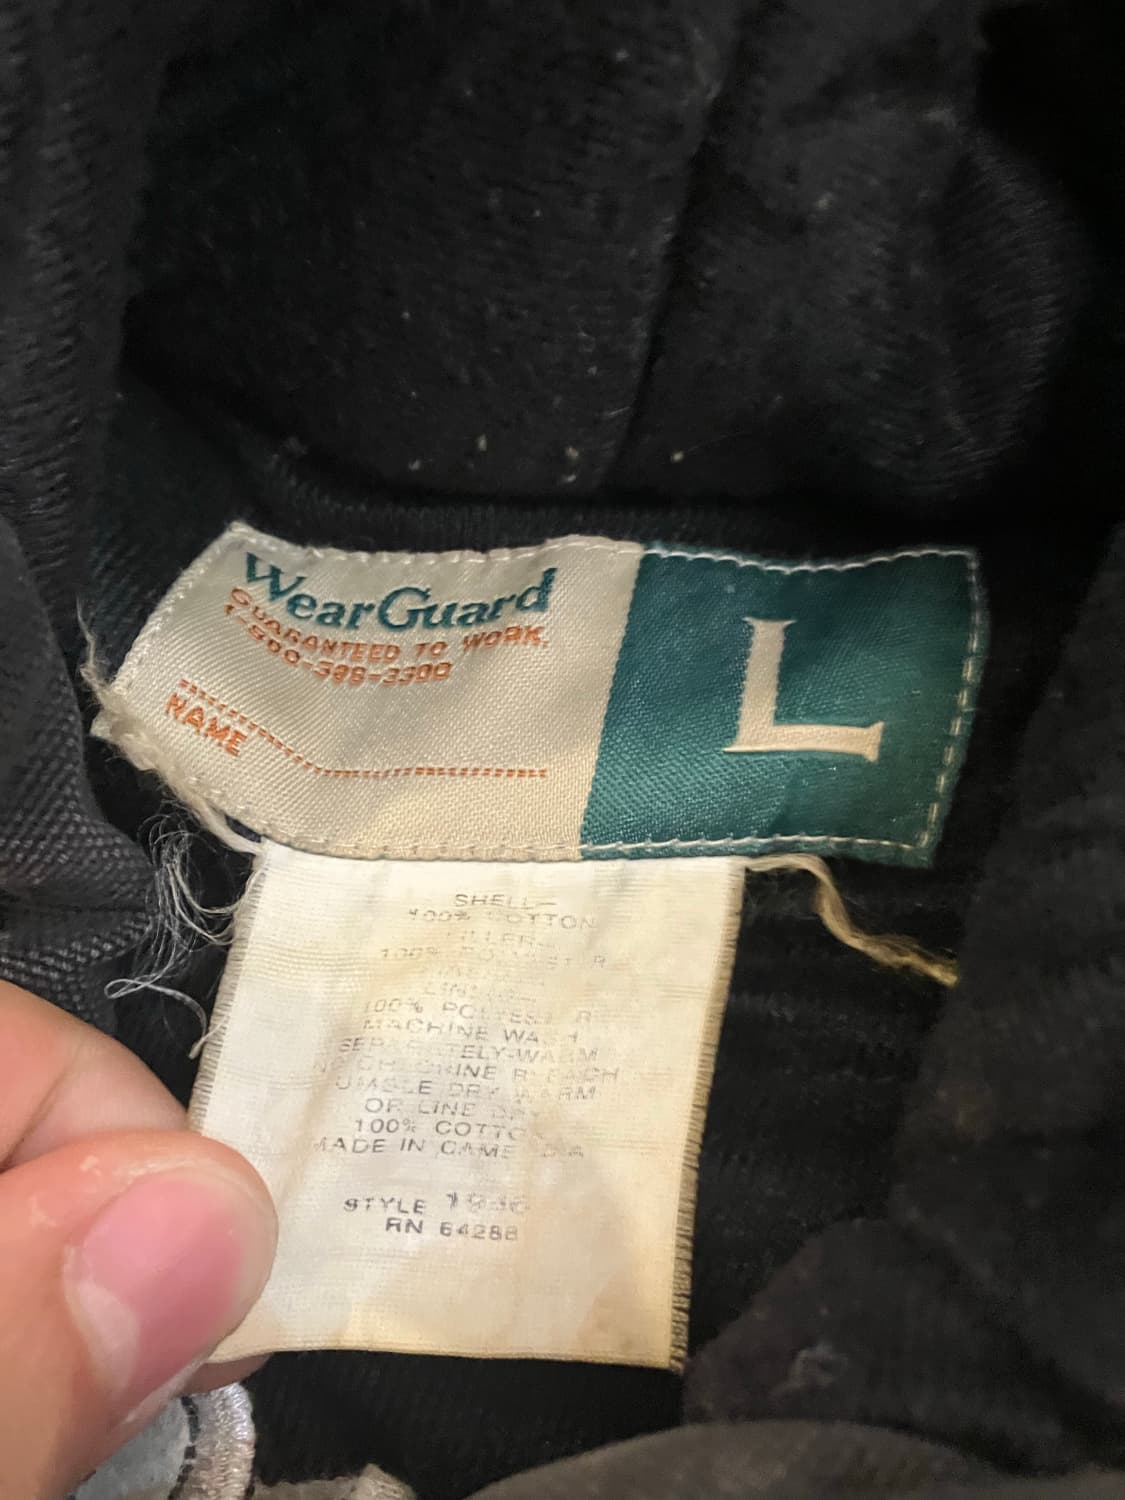 WearGuard
GUARANTEED TO WORK.
1-800-388-3300
NAME
L
SHELL-
100% COTTON
FILLER-
100% POLYESTER
LINING-
100% POLYESTER
MACHINE WASH
SEPARATELY-WARM
NO CHLORINE BLEACH
TUMBLE DRY WARM
OR LINE DRY
100% COTTON
MADE IN
STYLE
RN 64288